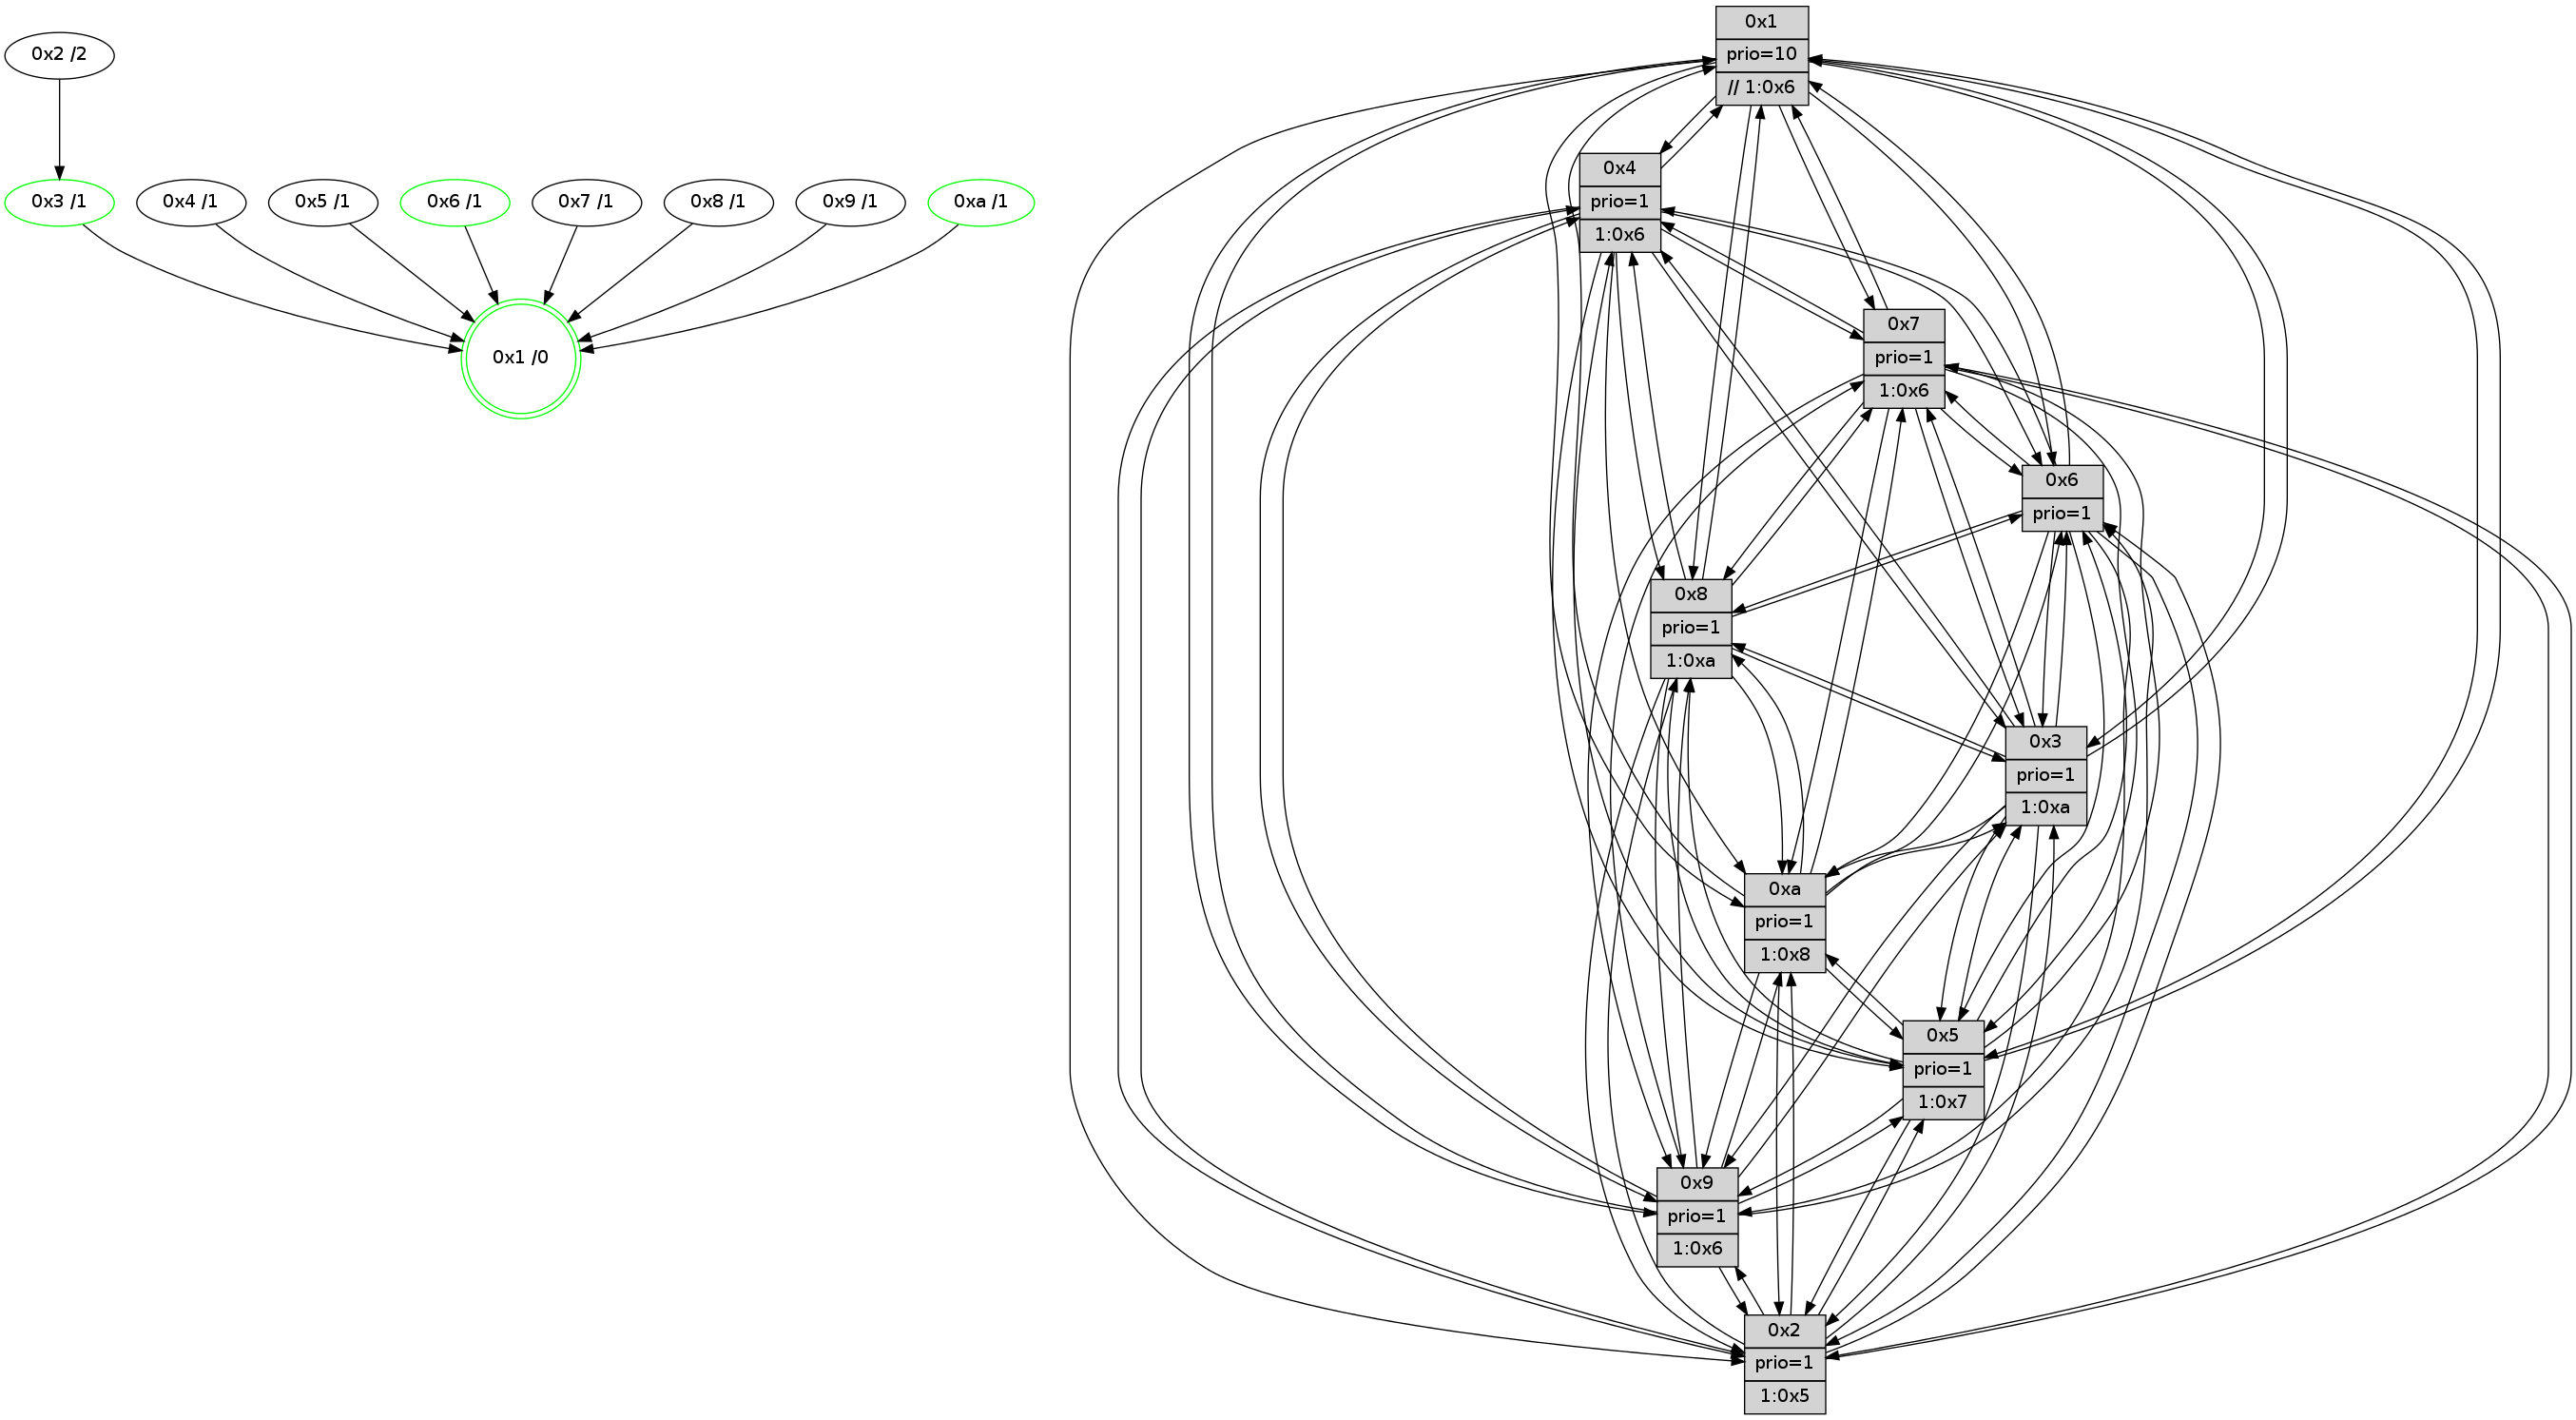 0x2 /2
0x3 /1
0x4 /1
0x5 /1
0x6 /1
0x7 /1
0x8 /1
0x9 /1
0xa /1
0x1 /0
0x1
prio=10
// 1:0x6
0x4
prio=1
1:0x6
0x7
prio=1
1:0x6
0x6
prio=1
0x8
prio=1
1:0xa
0x3
prio=1
1:0xa
0xa
prio=1
1:0x8
0x5
prio=1
1:0x7
0x9
prio=1
1:0x6
0x2
prio=1
1:0x5